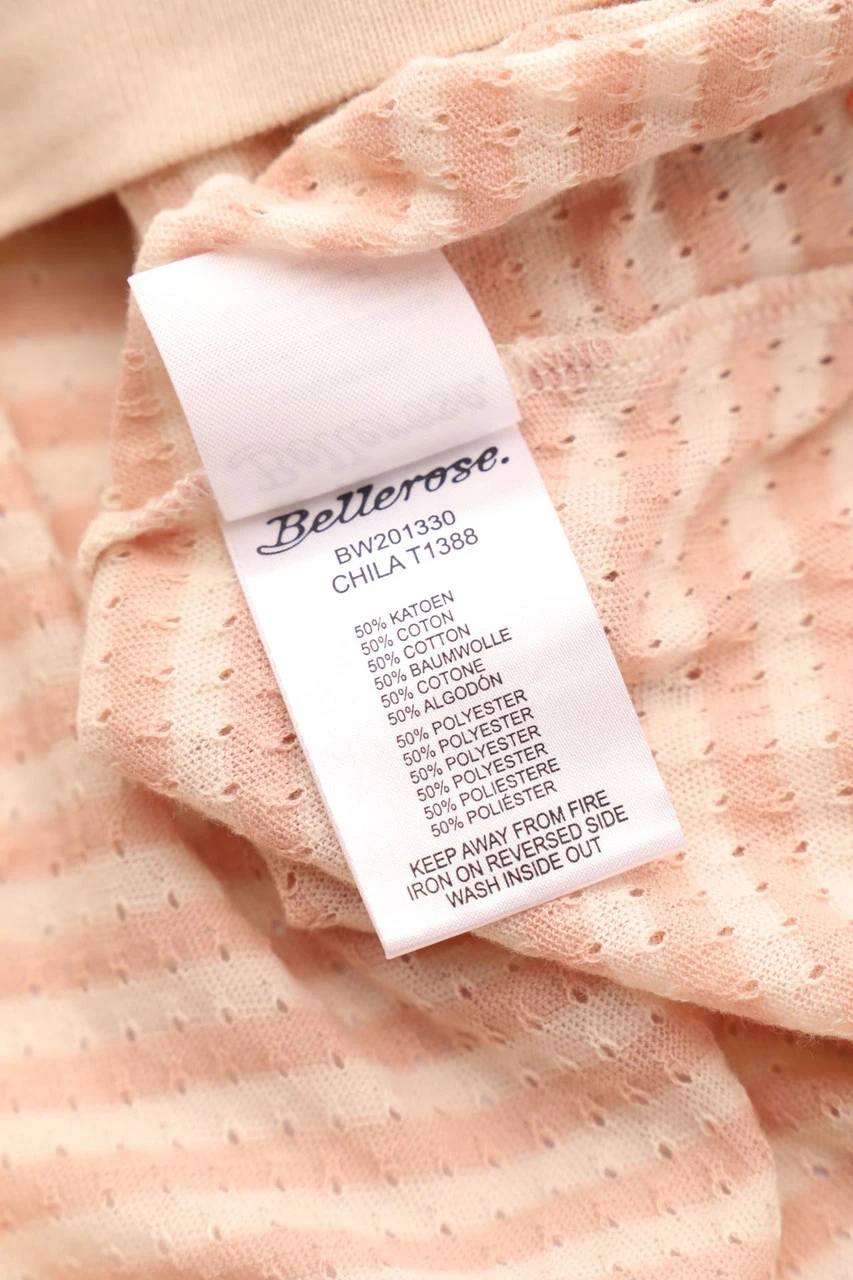 Bellerose.
BW201330
CHILA T1388
50% KATOEN
50% COTON
50% COTTON
50% BAUMWOLLE
50% COTONE
50% ALGODÓN
50% POLYESTER
50% POLYESTER
50% POLYESTER
50% POLYESTER
50% POLIESTERE
50% POLIÉSTER
KEEP AWAY FROM FIRE
IRON ON REVERSED SIDE
WASH INSIDE OUT